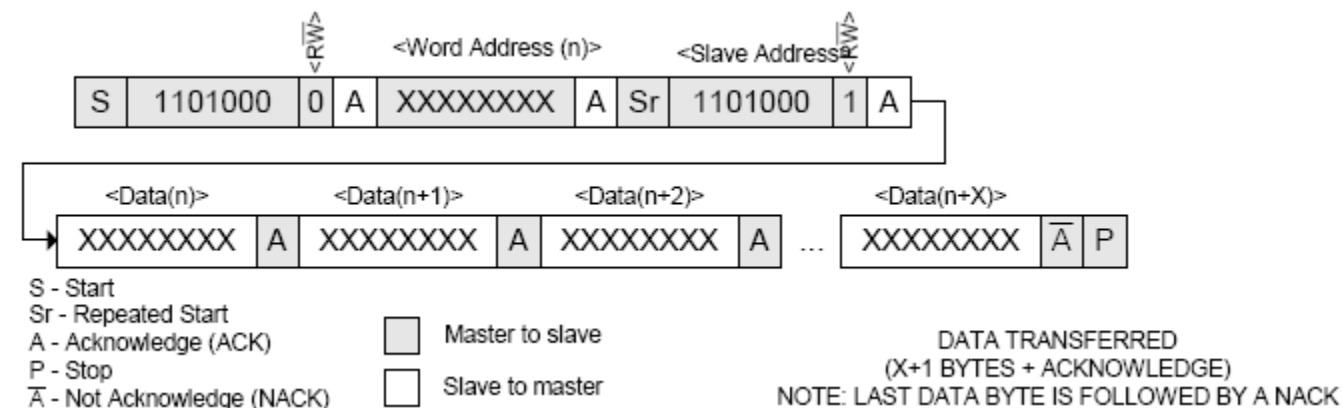 <RW̅> <Word Address (n)> <Slave Address> <RW̅>
S 1101000 0 A XXXXXXXX A Sr 1101000 1 A
<Data(n)> <Data(n+1)> <Data(n+2)> <Data(n+X)>
XXXXXXXX A XXXXXXXX A XXXXXXXX A ... XXXXXXXX A̅ P
S - Start
Sr - Repeated Start
A - Acknowledge (ACK)
P - Stop
A̅ - Not Acknowledge (NACK)
Master to slave
Slave to master
DATA TRANSFERRED
(X+1 BYTES + ACKNOWLEDGE)
NOTE: LAST DATA BYTE IS FOLLOWED BY A NACK